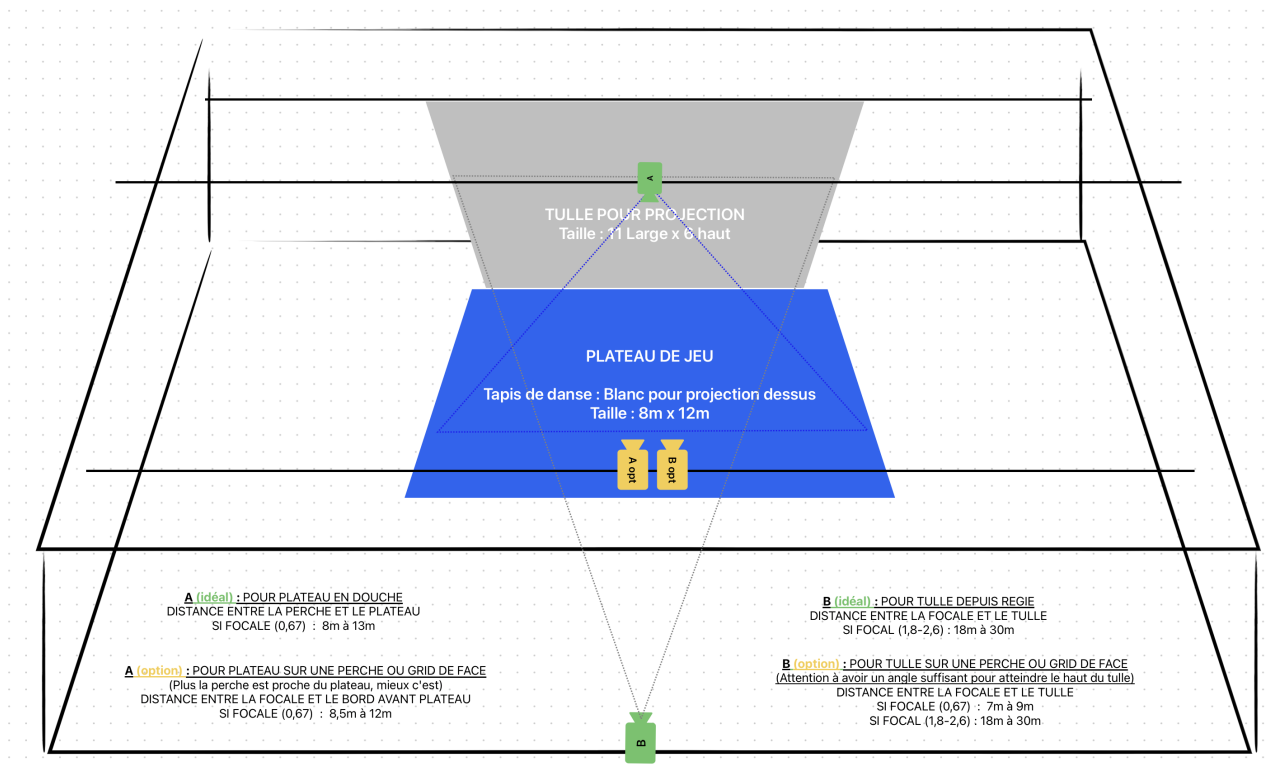 A
TULLE POUR PROJECTION
Taille : 11 Large x 6 haut
PLATEAU DE JEU
Tapis de danse : Blanc pour projection dessus
Taille : 8m x 12m
A opt
B opt
A (idéal) : POUR PLATEAU EN DOUCHE
DISTANCE ENTRE LA PERCHE ET LE PLATEAU
SI FOCALE (0,67) : 8m à 13m
B (idéal) : POUR TULLE DEPUIS REGIE
DISTANCE ENTRE LA FOCALE ET LE TULLE
SI FOCAL (1,8-2,6) : 18m à 30m
A (option) : POUR PLATEAU SUR UNE PERCHE OU GRID DE FACE
(Plus la perche est proche du plateau, mieux c'est)
DISTANCE ENTRE LA FOCALE ET LE BORD AVANT PLATEAU
SI FOCALE (0,67) : 8,5m à 12m
B (option) : POUR TULLE SUR UNE PERCHE OU GRID DE FACE
(Attention à avoir un angle suffisant pour atteindre le haut du tulle)
DISTANCE ENTRE LA FOCALE ET LE TULLE
SI FOCALE (0,67) : 7m à 9m
SI FOCAL (1,8-2,6) : 18m à 30m
B